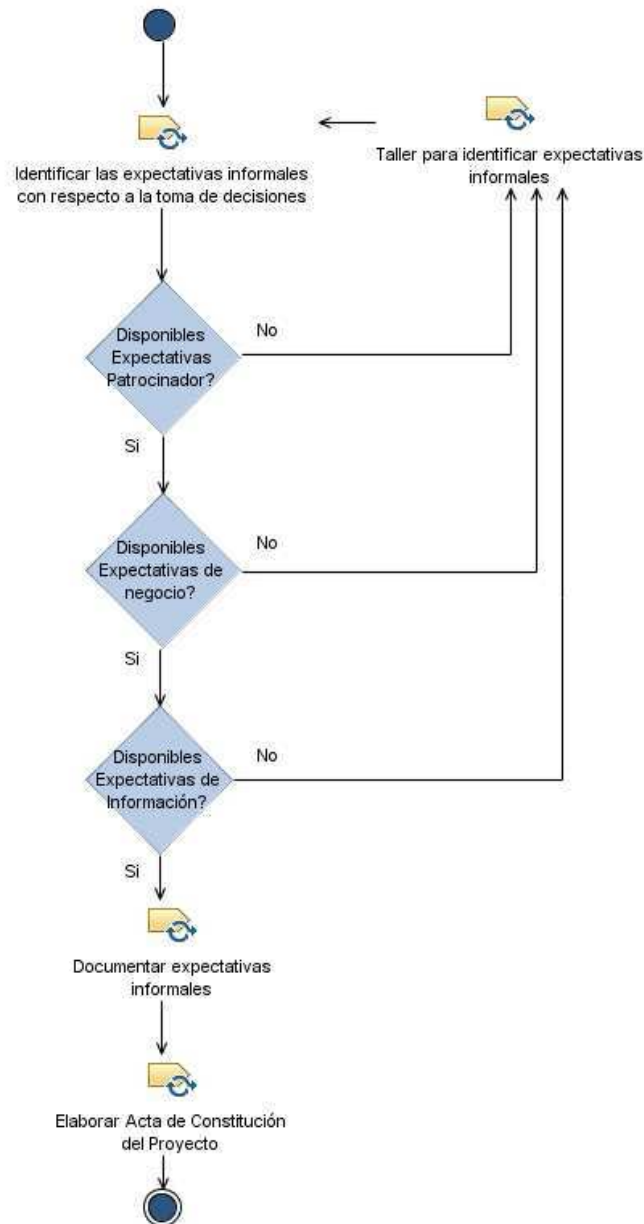 Identificar las expectativas informales
con respecto a la toma de decisiones
Taller para identificar expectativas
informales
Disponibles
Expectativas
Patrocinador?
No
Si
Disponibles
Expectativas de
negocio?
No
Si
Disponibles
Expectativas de
Información?
No
Si
Documentar expectativas
informales
Elaborar Acta de Constitución
del Proyecto